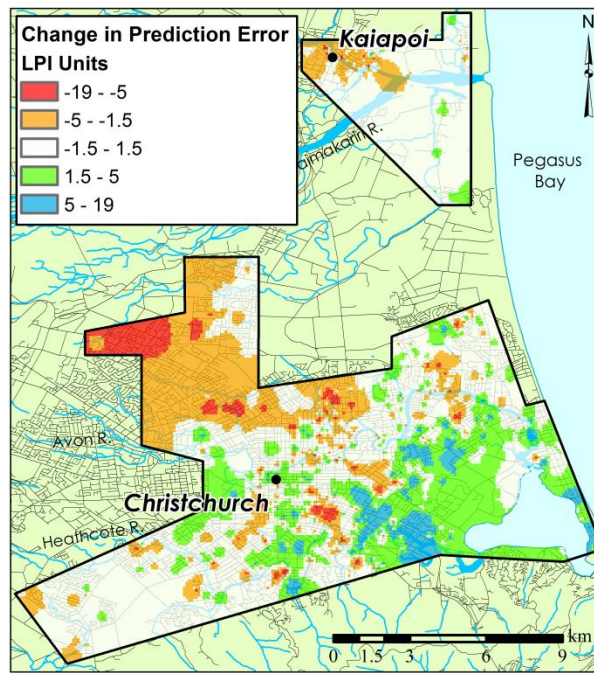 Change in Prediction Error
LPI Units
-19 - -5
-5 - -1.5
-1.5 - 1.5
1.5 - 5
5 - 19
Kaiapoi
N
R.
Pegasus
Bay
Avon R.
Christchurch
Heathcote R.
km
0 1.5 3 6 9